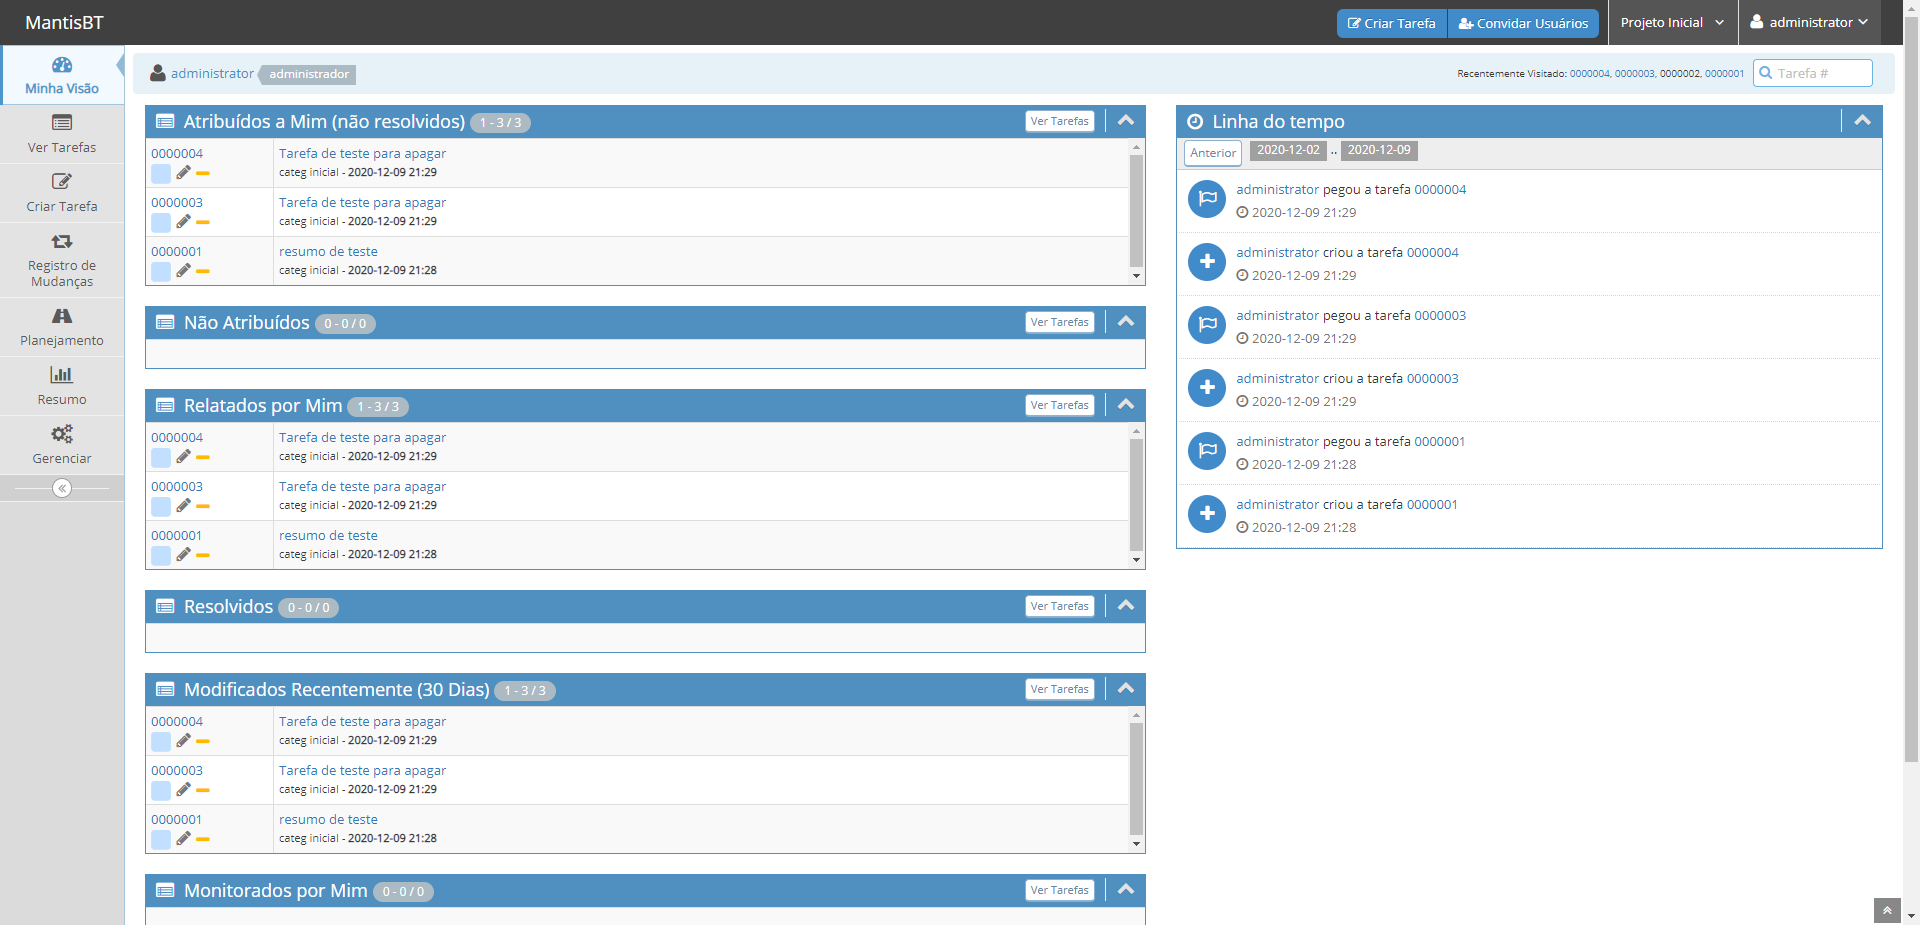 MantisBT
Criar Tarefa
Convidar Usuários
Projeto Inicial
administrator
Minha Visão
Ver Tarefas
Criar Tarefa
Registro de
Mudanças
Planejamento
Resumo
Gerenciar
administrator administrador
Recentemente Visitado: 0000004, 0000003, 0000002, 0000001
Tarefa #
Atribuídos a Mim (não resolvidos) 1 - 3 / 3
Ver Tarefas
0000004 Tarefa de teste para apagar
categ inicial - 2020-12-09 21:29
0000003 Tarefa de teste para apagar
categ inicial - 2020-12-09 21:29
0000001 resumo de teste
categ inicial - 2020-12-09 21:28
Não Atribuídos 0 - 0 / 0
Ver Tarefas
Relatados por Mim 1 - 3 / 3
Ver Tarefas
0000004 Tarefa de teste para apagar
categ inicial - 2020-12-09 21:29
0000003 Tarefa de teste para apagar
categ inicial - 2020-12-09 21:29
0000001 resumo de teste
categ inicial - 2020-12-09 21:28
Resolvidos 0 - 0 / 0
Ver Tarefas
Modificados Recentemente (30 Dias) 1 - 3 / 3
Ver Tarefas
0000004 Tarefa de teste para apagar
categ inicial - 2020-12-09 21:29
0000003 Tarefa de teste para apagar
categ inicial - 2020-12-09 21:29
0000001 resumo de teste
categ inicial - 2020-12-09 21:28
Monitorados por Mim 0 - 0 / 0
Ver Tarefas
Linha do tempo
Anterior 2020-12-02 .. 2020-12-09
administrator pegou a tarefa 0000004
2020-12-09 21:29
administrator criou a tarefa 0000004
2020-12-09 21:29
administrator pegou a tarefa 0000003
2020-12-09 21:29
administrator criou a tarefa 0000003
2020-12-09 21:29
administrator pegou a tarefa 0000001
2020-12-09 21:28
administrator criou a tarefa 0000001
2020-12-09 21:28